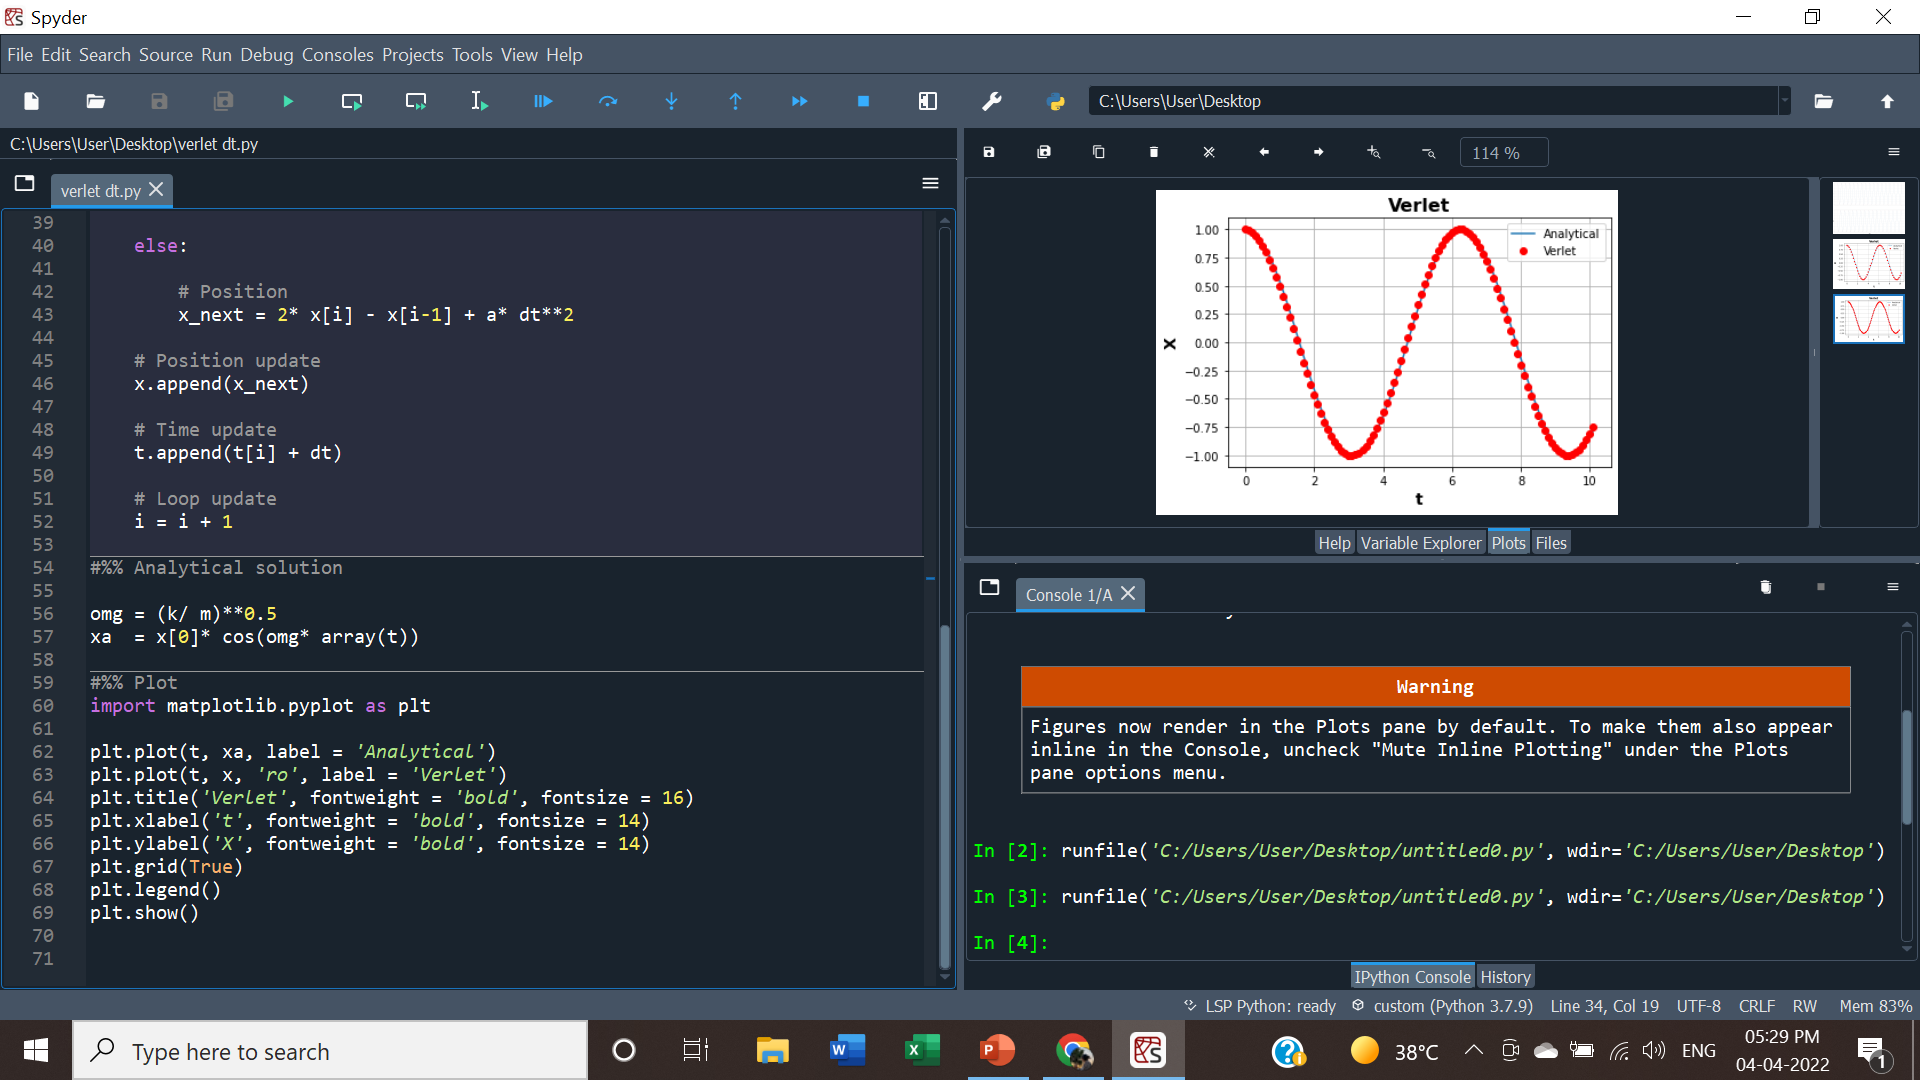 Spyder
File Edit Search Source Run Debug Consoles Projects Tools View Help
C:\Users\User\Desktop
C:\Users\User\Desktop\verlet dt.py
verlet dt.py
39
40 else:
41
42 # Position
43 x_next = 2* x[i] - x[i-1] + a* dt**2
44
45 # Position update
46 x.append(x_next)
47
48 # Time update
49 t.append(t[i] + dt)
50
51 # Loop update
52 i = i + 1
53
54 #%% Analytical solution
55
56 omg = (k/ m)**0.5
57 xa  = x[0]* cos(omg* array(t))
58
59 #%% Plot
60 import matplotlib.pyplot as plt
61
62 plt.plot(t, xa, label = 'Analytical')
63 plt.plot(t, x, 'ro', label = 'Verlet')
64 plt.title('Verlet', fontweight = 'bold', fontsize = 16)
65 plt.xlabel('t', fontweight = 'bold', fontsize = 14)
66 plt.ylabel('X', fontweight = 'bold', fontsize = 14)
67 plt.grid(True)
68 plt.legend()
69 plt.show()
70
71
114 %
Verlet
Analytical
Verlet
1.00
0.75
0.50
0.25
0.00
−0.25
−0.50
−0.75
−1.00
X
0 2 4 6 8 10
t
Help Variable Explorer Plots Files
Console 1/A
Warning
Figures now render in the Plots pane by default. To make them also appear
inline in the Console, uncheck "Mute Inline Plotting" under the Plots
pane options menu.
In [2]: runfile('C:/Users/User/Desktop/untitled0.py', wdir='C:/Users/User/Desktop')
In [3]: runfile('C:/Users/User/Desktop/untitled0.py', wdir='C:/Users/User/Desktop')
In [4]:
IPython Console History
LSP Python: ready custom (Python 3.7.9) Line 34, Col 19 UTF-8 CRLF RW Mem 83%
Type here to search
38°C ENG
05:29 PM
04-04-2022
1